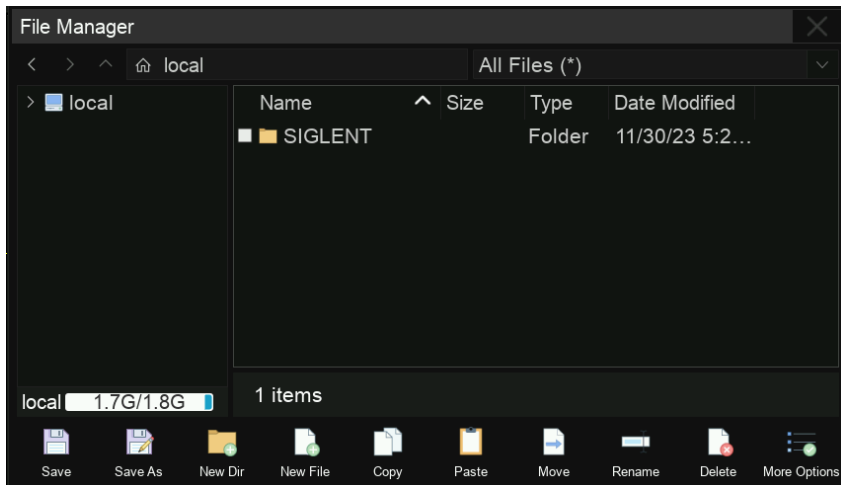 File Manager
local
All Files (*)
local
Name Size Type Date Modified
SIGLENT Folder 11/30/23 5:2...
local 1.7G/1.8G
1 items
Save Save As New Dir New File Copy Paste Move Rename Delete More Options